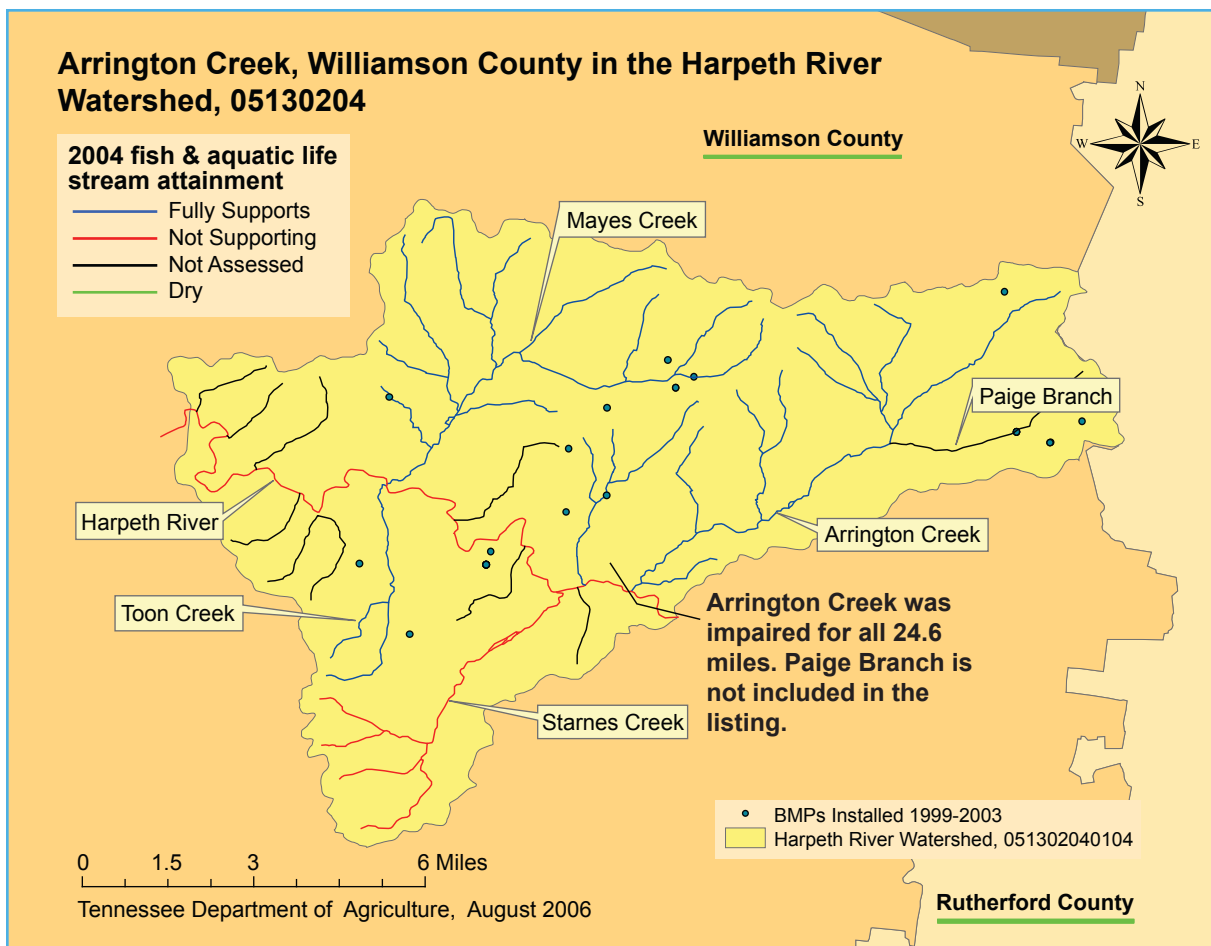 Arrington Creek, Williamson County in the Harpeth River
Watershed, 05130204
2004 fish & aquatic life
stream attainment
Fully Supports
Not Supporting
Not Assessed
Dry
Williamson County
N
W
E
S
Mayes Creek
Paige Branch
Harpeth River
Arrington Creek
Toon Creek
Arrington Creek was
impaired for all 24.6
miles. Paige Branch is
not included in the
listing.
Starnes Creek
BMPs Installed 1999-2003
Harpeth River Watershed, 051302040104
0 1.5 3 6 Miles
Tennessee Department of Agriculture, August 2006
Rutherford County